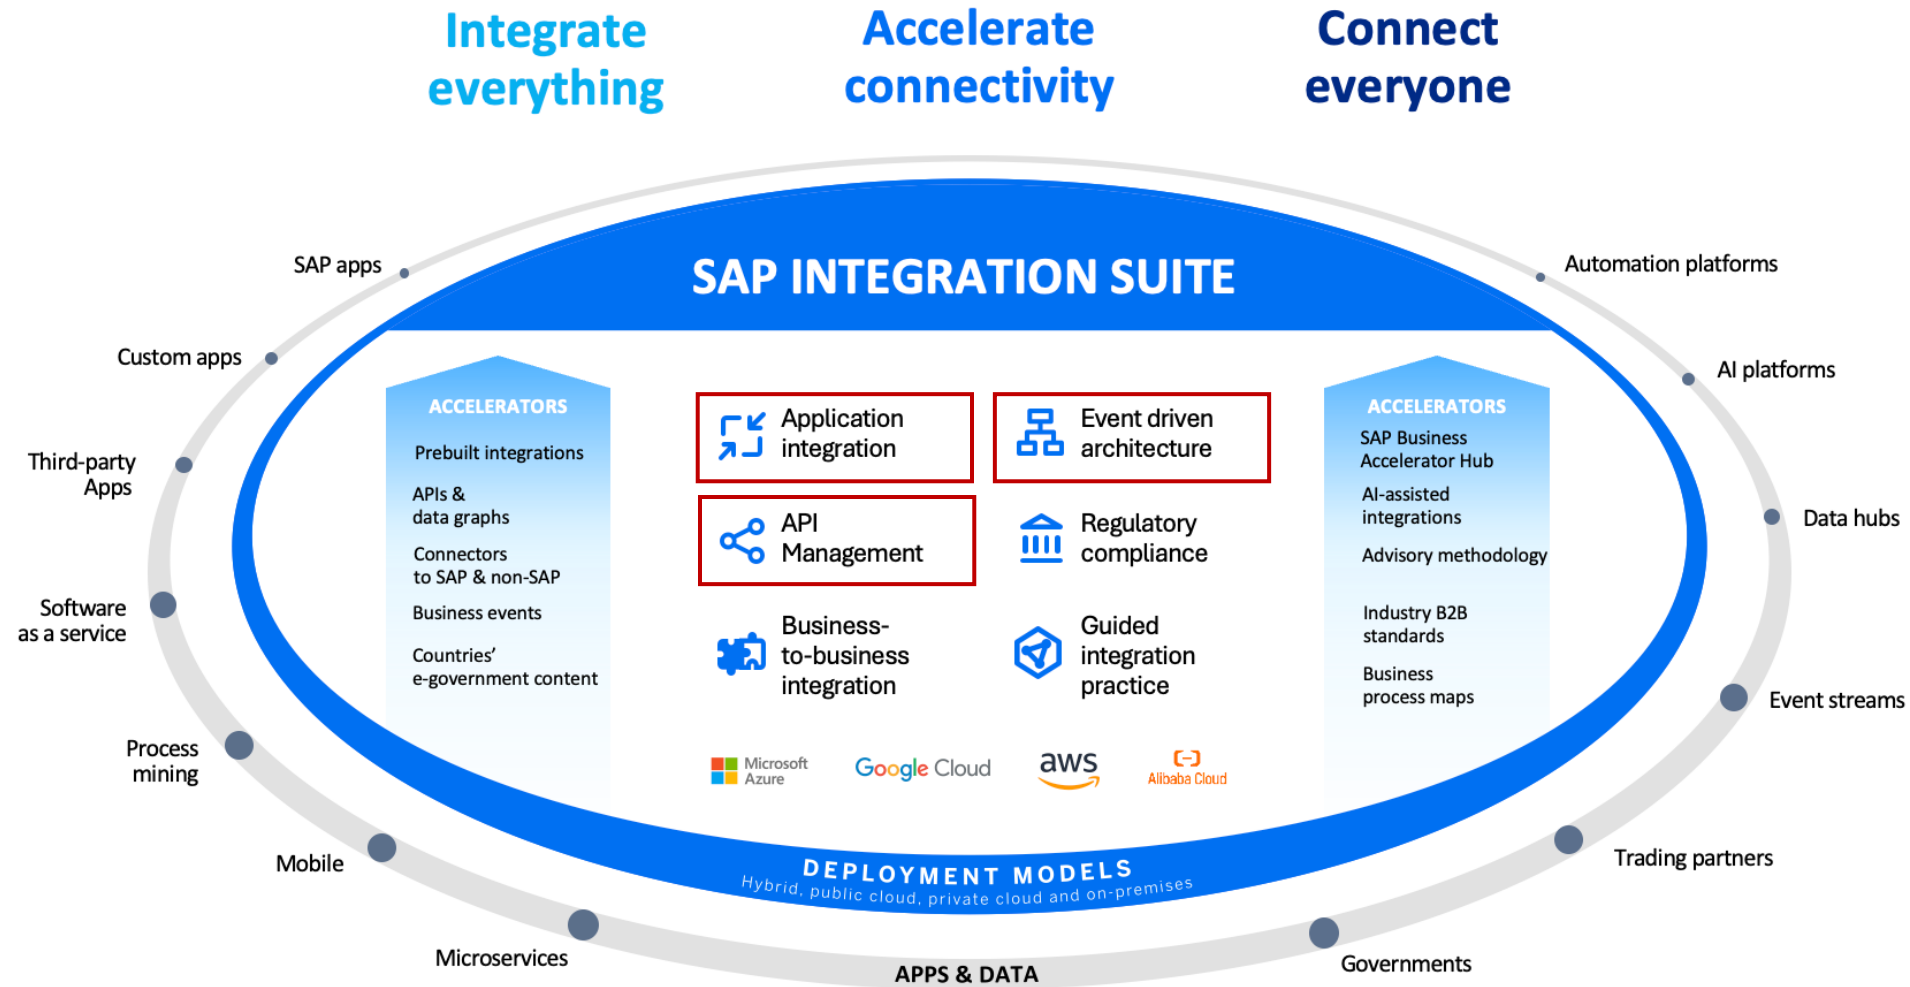 Integrate
everything
Accelerate
connectivity
Connect
everyone
SAP INTEGRATION SUITE
SAP apps
Custom apps
Third-party
Apps
Software
as a service
Process
mining
Mobile
Microservices
ACCELERATORS
Prebuilt integrations
APIs &
data graphs
Connectors
to SAP & non-SAP
Business events
Countries’
e-government content
Application
integration
Event driven
architecture
API
Management
Regulatory
compliance
Business-
to-business
integration
Guided
integration
practice
Microsoft
Azure
Google Cloud
aws
Alibaba Cloud
ACCELERATORS
SAP Business
Accelerator Hub
AI-assisted
integrations
Advisory methodology
Industry B2B
standards
Business
process maps
Automation platforms
AI platforms
Data hubs
Event streams
Trading partners
Governments
DEPLOYMENT MODELS
Hybrid, public cloud, private cloud and on-premises
APPS & DATA